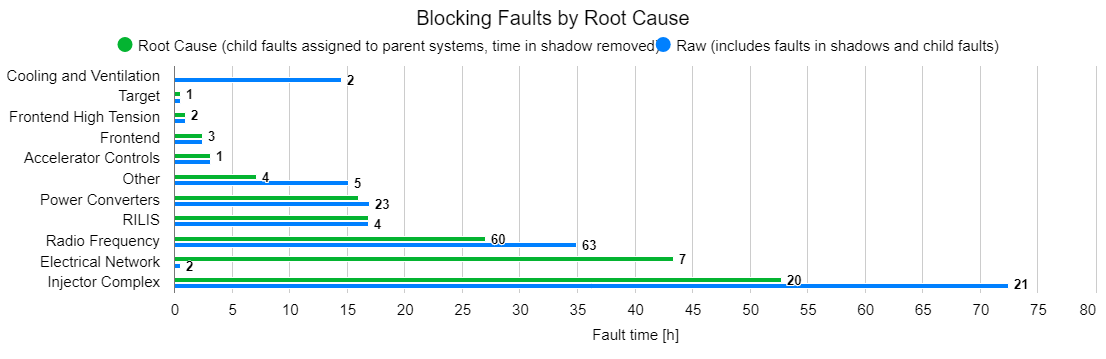 Blocking Faults by Root Cause
Root Cause (child faults assigned to parent systems, time in shadow removed) Raw (includes faults in shadows and child faults)
Cooling and Ventilation 2
Target 1
Frontend High Tension 2
Frontend 3
Accelerator Controls 1
Other 4
5
Power Converters 23
RILIS 4
Radio Frequency 60
63
Electrical Network 7
2
Injector Complex 20
21
0 5 10 15 20 25 30 35 40 45 50 55 60 65 70 75 80
Fault time [h]